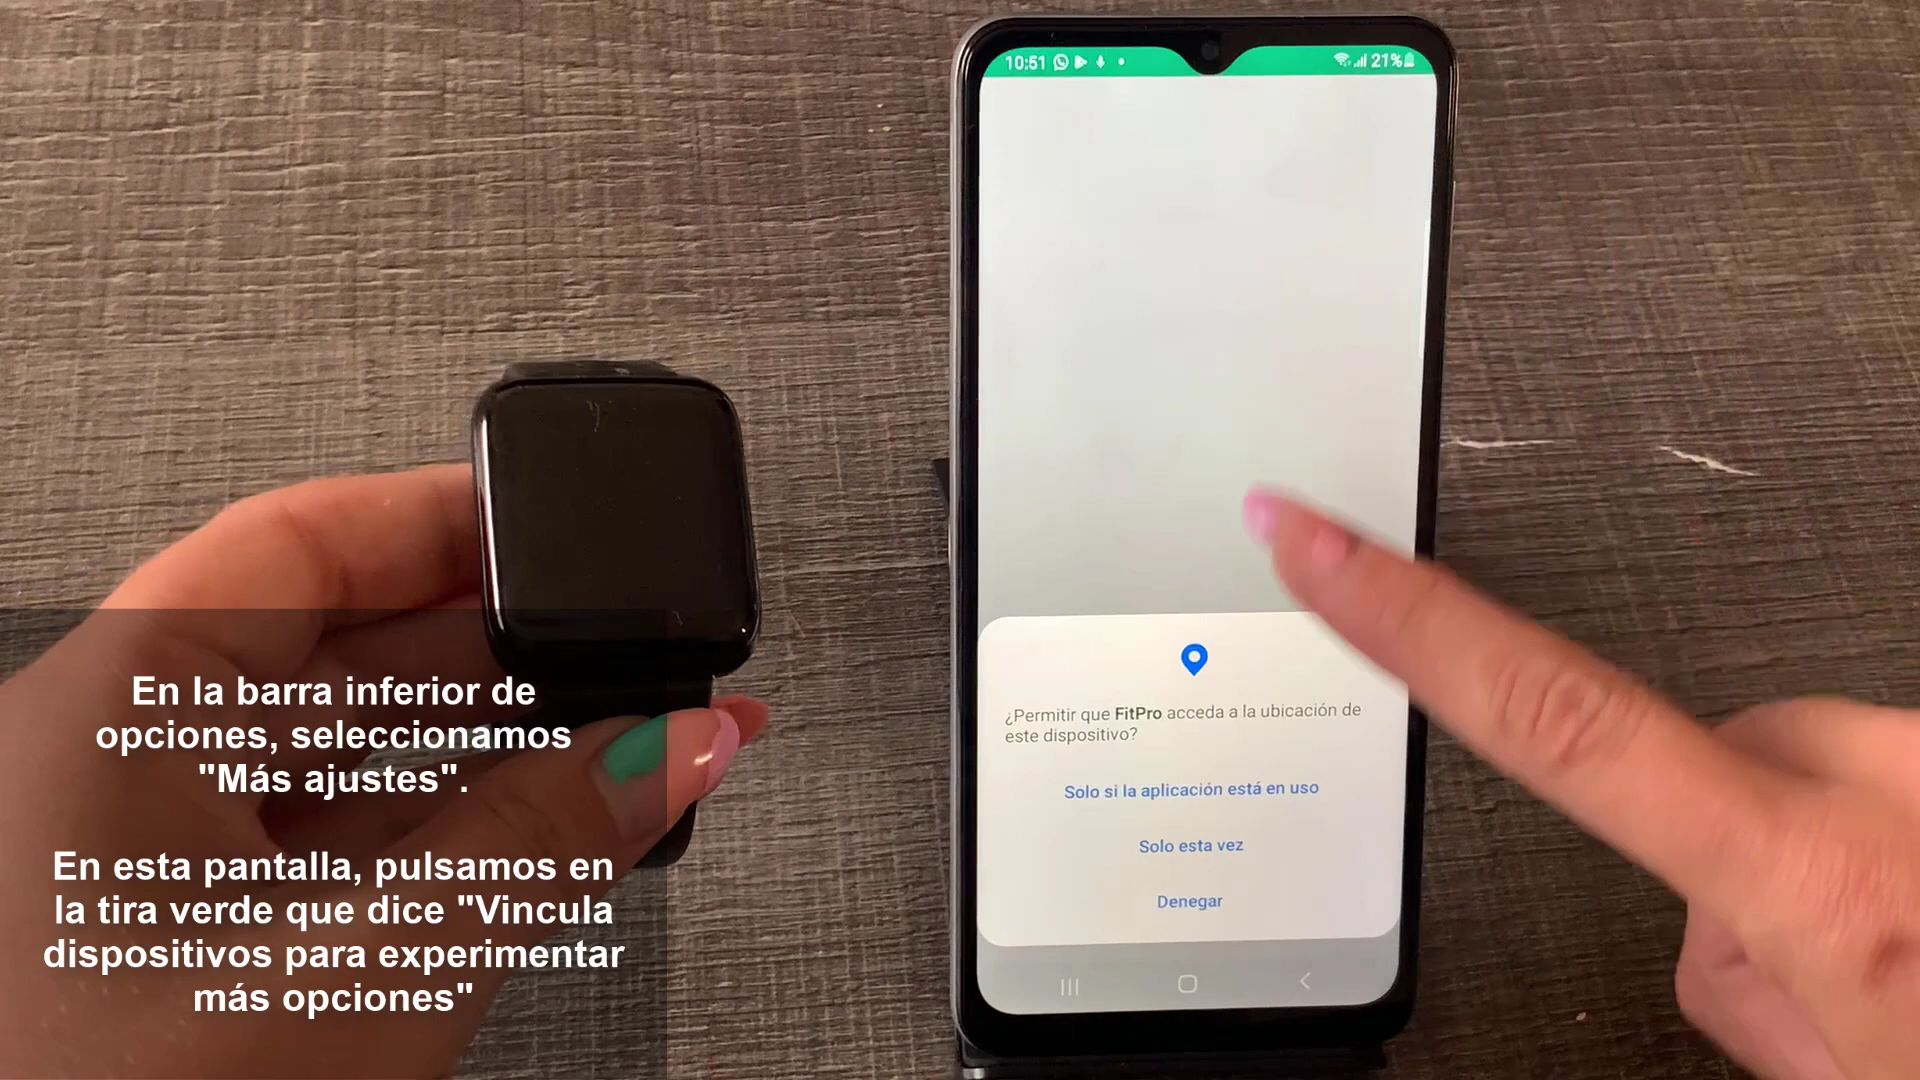 10:51
21%
¿Permitir que FitPro acceda a la ubicación de
este dispositivo?
Solo si la aplicación está en uso
Solo esta vez
Denegar
En la barra inferior de
opciones, seleccionamos
"Más ajustes".
En esta pantalla, pulsamos en
la tira verde que dice "Vincula
dispositivos para experimentar
más opciones"